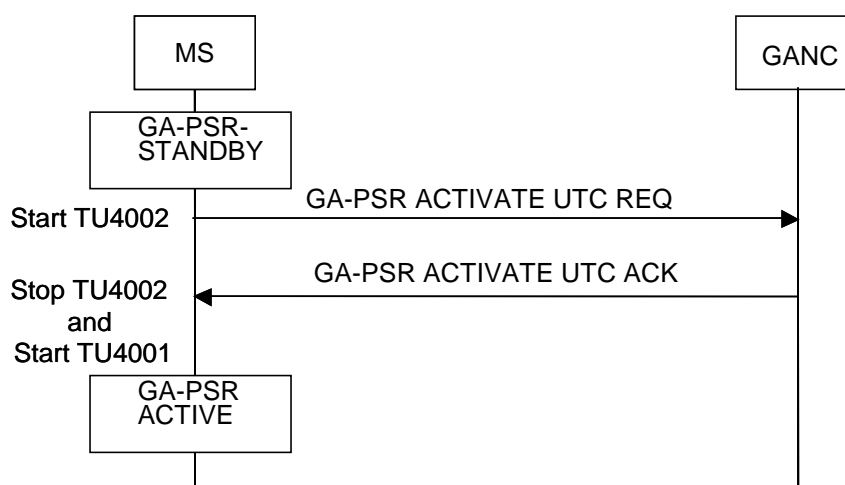 MS
GANC
GA-PSR-
STANDBY
GA-PSR ACTIVATE UTC REQ
Start TU4002
GA-PSR ACTIVATE UTC ACK
Stop TU4002
and
Start TU4001
GA-PSR
ACTIVE